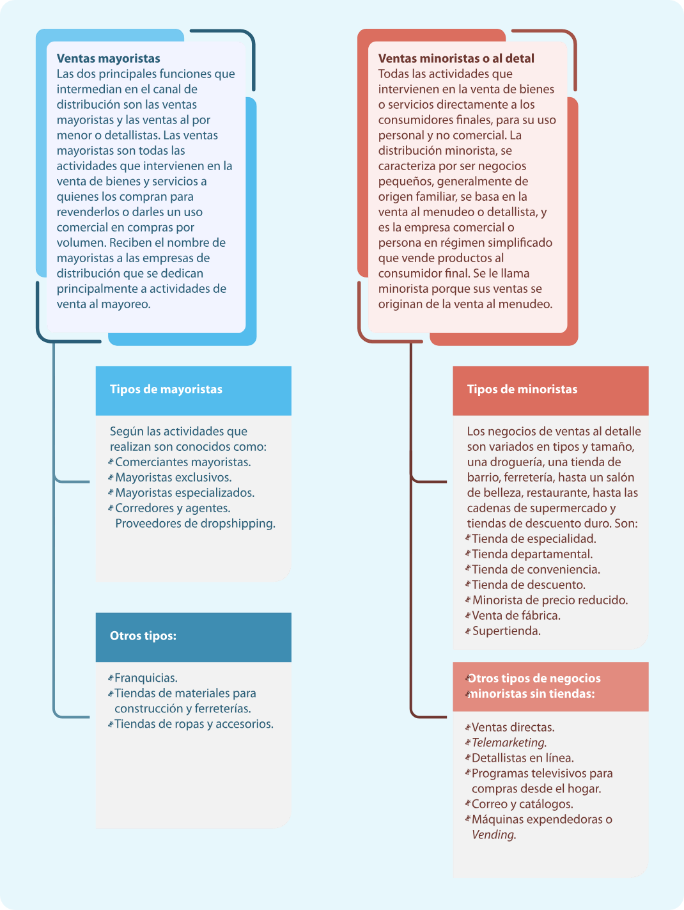 Ventas mayoristas
Las dos principales funciones que
intermedian en el canal de
distribución son las ventas
mayoristas y las ventas al por
menor o detallistas. Las ventas
mayoristas son todas las
actividades que intervienen en la
venta de bienes y servicios a
quienes los compran para
revenderlos o darles un uso
comercial en compras por
volumen. Reciben el nombre de
mayoristas a las empresas de
distribución que se dedican
principalmente a actividades de
venta al mayoreo.
Tipos de mayoristas
Según las actividades que
realizan son conocidos como:
Comerciantes mayoristas.
Mayoristas exclusivos.
Mayoristas especializados.
Corredores y agentes.
Proveedores de dropshipping.
Otros tipos:
Franquicias.
Tiendas de materiales para
construcción y ferreterías.
Tiendas de ropas y accesorios.
Ventas minoristas o al detal
Todas las actividades que
intervienen en la venta de bienes
o servicios directamente a los
consumidores finales, para su uso
personal y no comercial. La
distribución minorista, se
caracteriza por ser negocios
pequeños, generalmente de
origen familiar, se basa en la
venta al menudeo o detallista, y
es la empresa comercial o
persona en régimen simplificado
que vende productos al
consumidor final. Se le llama
minorista porque sus ventas se
originan de la venta al menudeo.
Tipos de minoristas
Los negocios de ventas al detalle
son variados en tipos y tamaño,
una droguería, una tienda de
barrio, ferretería, hasta un salón
de belleza, restaurante, hasta las
cadenas de supermercado y
tiendas de descuento duro. Son:
Tienda de especialidad.
Tienda departamental.
Tienda de conveniencia.
Tienda de descuento.
Minorista de precio reducido.
Venta de fábrica.
Supertienda.
Otros tipos de negocios
minoristas sin tiendas:
Ventas directas.
Telemarketing.
Detallistas en línea.
Programas televisivos para
compras desde el hogar.
Correo y catálogos.
Máquinas expendedoras o
Vending.